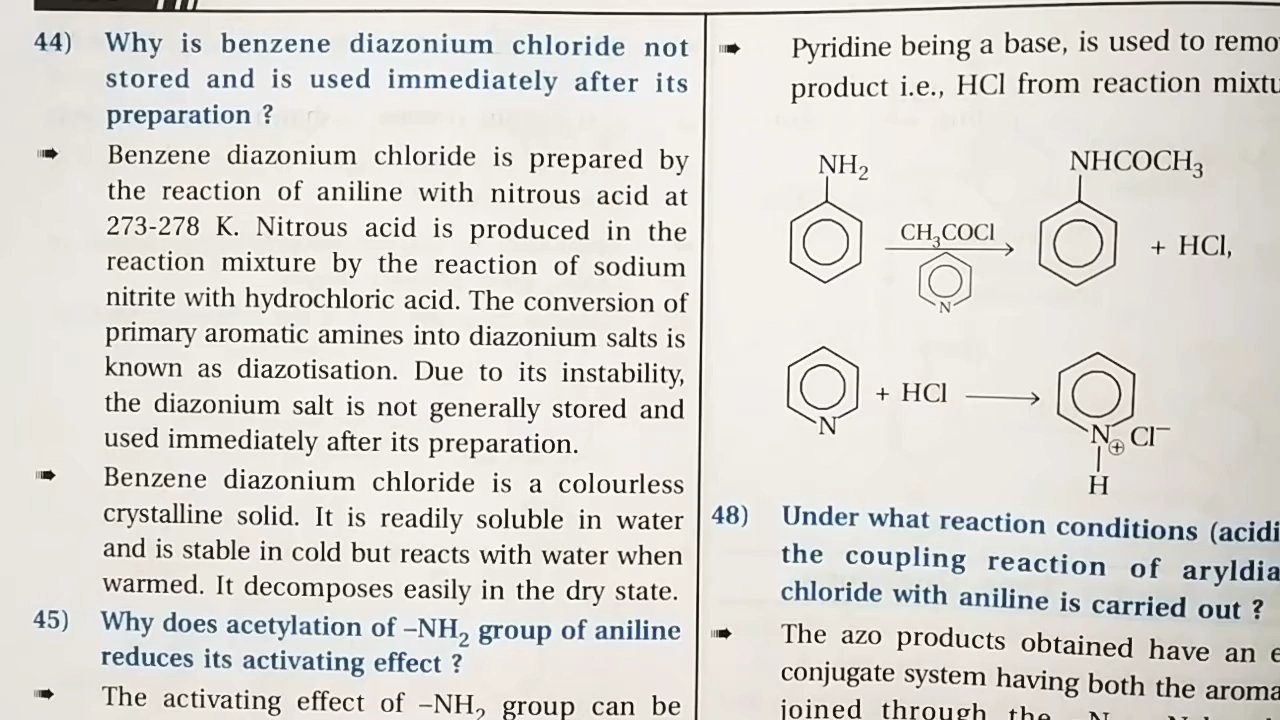 44) Why is benzene diazonium chloride not
stored and is used immediately after its
preparation ?
Benzene diazonium chloride is prepared by
the reaction of aniline with nitrous acid at
273-278 K. Nitrous acid is produced in the
reaction mixture by the reaction of sodium
nitrite with hydrochloric acid. The conversion of
primary aromatic amines into diazonium salts is
known as diazotisation. Due to its instability,
the diazonium salt is not generally stored and
used immediately after its preparation.
Benzene diazonium chloride is a colourless
crystalline solid. It is readily soluble in water
and is stable in cold but reacts with water when
warmed. It decomposes easily in the dry state.
45) Why does acetylation of –NH₂ group of aniline
reduces its activating effect ?
The activating effect of –NH₂ group can be
Pyridine being a base, is used to
product i.e., HCl from reaction
NH₂
NHCOCH₃
CH₃COCl
+ HCl,
N
+ HCl
N
N⊕ Cl⁻
H
48) Under what reaction conditions
the coupling reaction of
chloride with aniline is carried out ?
The azo products obtained have an
conjugate system having both the
joined through the